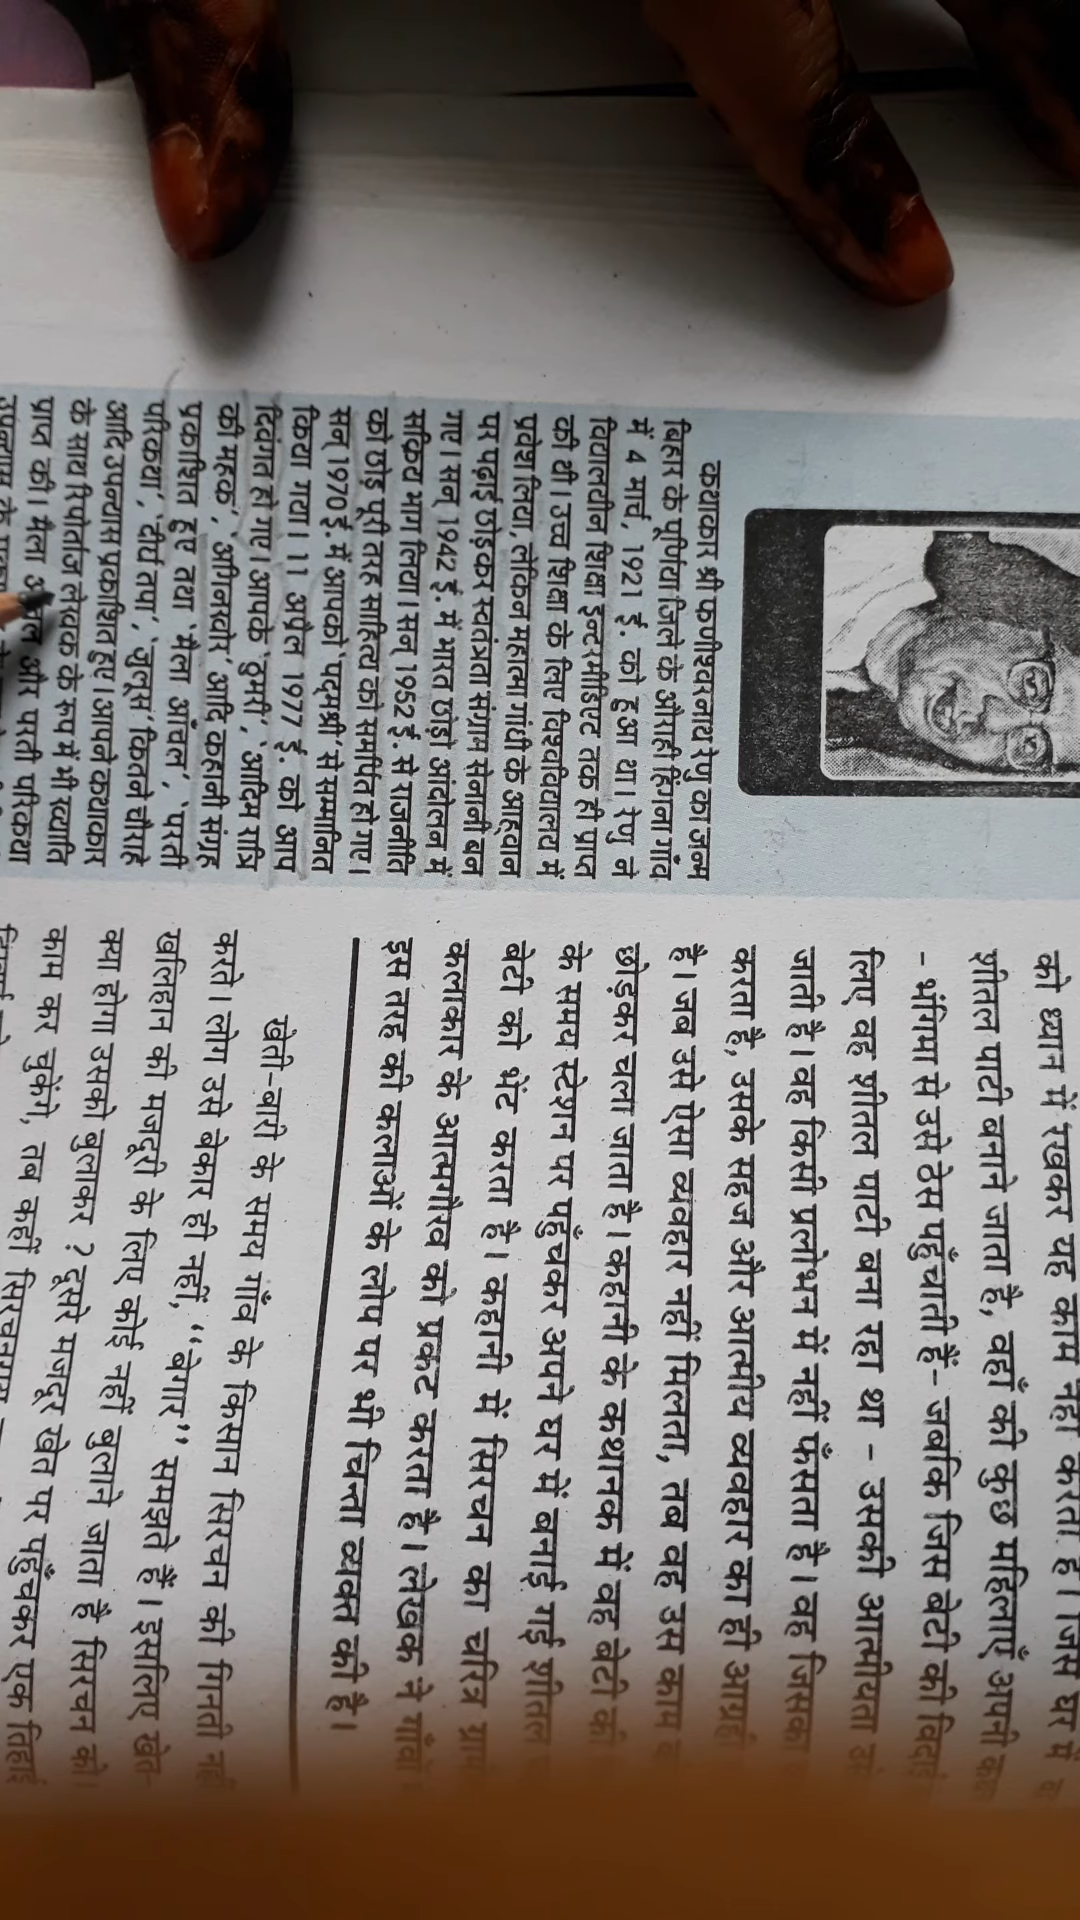 कथाकार श्री फणीश्वरनाथ रेणु का जन्म
बिहार के पूर्णिया जिले के औराही हिंगना गांव
में 4 मार्च, 1921 ई. को हुआ था। रेणु ने
विद्यालयीन शिक्षा इन्टरमीडिएट तक ही प्राप्त
की थी। उच्च शिक्षा के लिए विश्वविद्यालय में
प्रवेश लिया, लेकिन महात्मा गांधी के आह्वान
पर पढ़ाई छोड़कर स्वतंत्रता संग्राम सेनानी बन
गए। सन् 1942 ई. में भारत छोड़ो आंदोलन में
सक्रिय भाग लिया। सन् 1952 ई. से राजनीति
को छोड़ पूरी तरह साहित्य को समर्पित हो गए।
सन् 1970 ई. में आपको 'पद्मश्री' से सम्मानित
किया गया। 11 अप्रैल 1977 ई. को आप
दिवंगत हो गए। आपके 'ठुमरी', 'आदिम रात्रि
की महक', 'अग्निखोर' आदि कहानी संग्रह
प्रकाशित हुए तथा 'मैला आँचल', 'परती
परिकथा', 'दीर्घ तपा', 'जुलूस' 'कितने चौराहे
आदि उपन्यास प्रकाशित हुए। आपने कथाकार
के साथ रिपोर्ताज लेखक के रूप में भी ख्याति
प्राप्त की। मैला और परती परिकथा
को ध्यान में रखकर यह काम नहीं करता है। जिस घर में
शीतल पाटी बनाने जाता है, वहाँ की कुछ महिलाएँ अपनी
- भंगिमा से उसे ठेस पहुँचाती हैं- जबकि जिस बेटी की
लिए वह शीतल पाटी बना रहा था - उसकी आत्मीयता
जाती है। वह किसी प्रलोभन में नहीं फँसता है। वह जिसका
करता है, उसके सहज और आत्मीय व्यवहार का ही
है। जब उसे ऐसा व्यवहार नहीं मिलता, तब वह उस काम
छोड़कर चला जाता है। कहानी के कथानक में वह बेटी की
के समय स्टेशन पर पहुँचकर अपने घर में बनाई गई शीतल
बेटी को भेंट करता है। कहानी में सिरचन का चरित्र
कलाकार के आत्मगौरव को प्रकट करता है। लेखक ने
इस तरह की कलाओं के लोप पर भी चिन्ता व्यक्त की है।
खेती-बारी के समय गाँव के किसान सिरचन की गिनती
करते। लोग उसे बेकार ही नहीं, "बेगार" समझते हैं। इसलिए खेत-
खलिहान की मजदूरी के लिए कोई नहीं बुलाने जाता है सिरचन को।
क्या होगा उसको बुलाकर ? दूसरे मजदूर खेत पर पहुँचकर एक तिहाई
काम कर चुकेंगे, तब कहीं